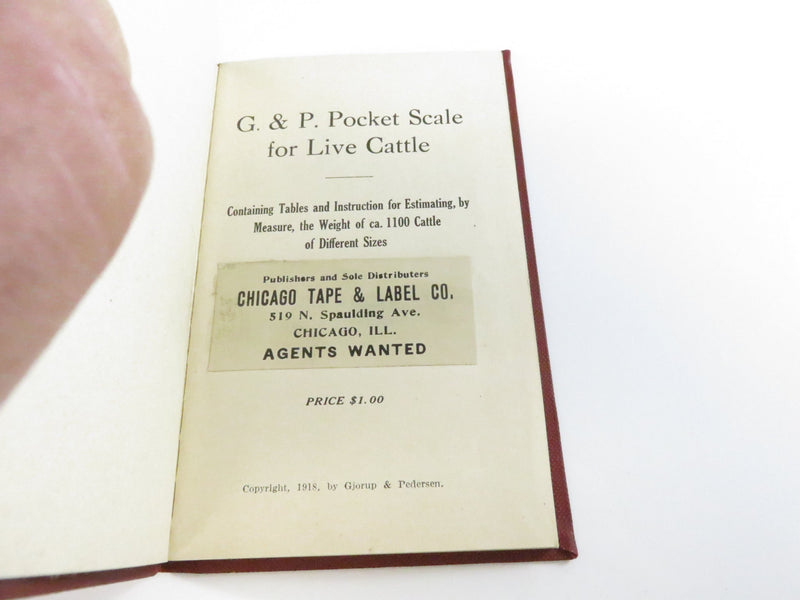 G. & P. Pocket Scale
for Live Cattle
Containing Tables and Instruction for Estimating, by
Measure, the Weight of ca. 1100 Cattle
of Different Sizes
Publishers and Sole Distributers
CHICAGO TAPE & LABEL CO.
519 N. Spaulding Ave.
CHICAGO, ILL.
AGENTS WANTED
PRICE $1.00
Copyright, 1918, by Gjorup & Pedersen.